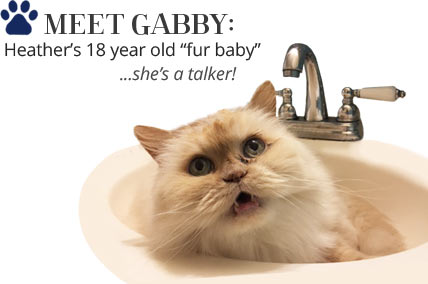 MEET GABBY:
Heather’s 18 year old “fur baby”
...she’s a talker!